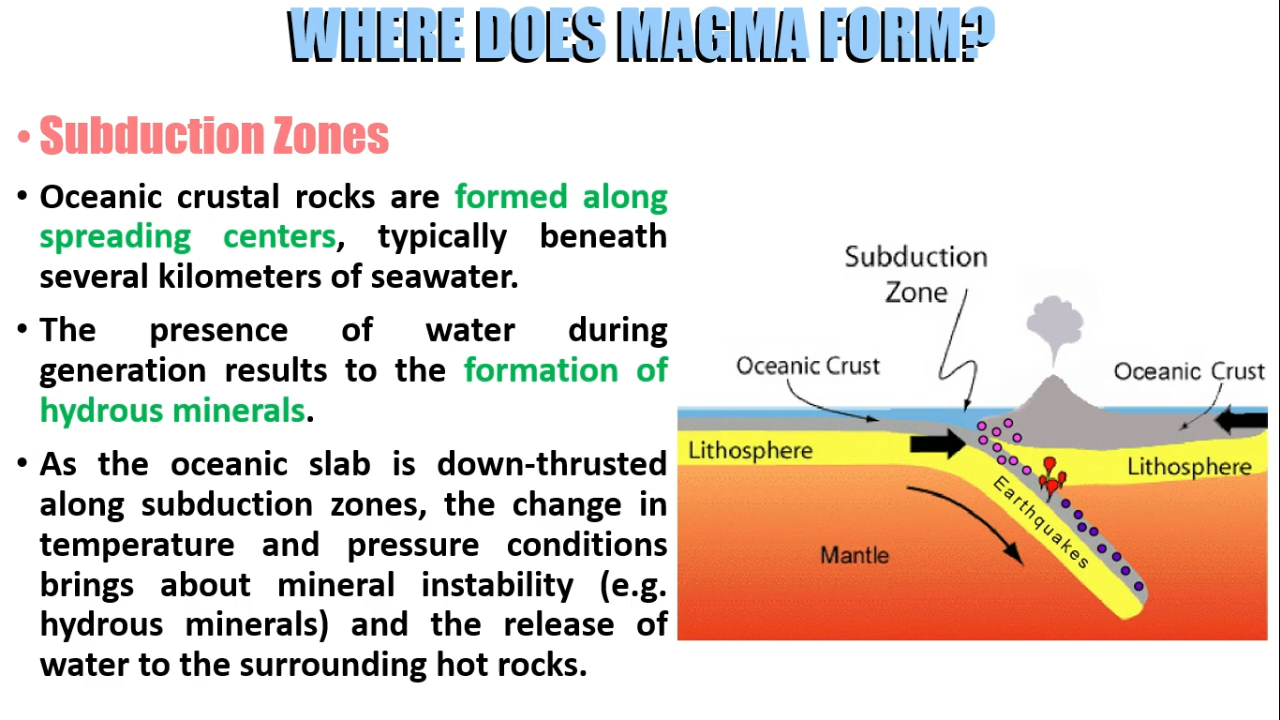 WHERE DOES MAGMA FORM?
• Subduction Zones
• Oceanic crustal rocks are formed along
spreading centers, typically beneath
several kilometers of seawater.
• The presence of water during
generation results to the formation of
hydrous minerals.
• As the oceanic slab is down-thrusted
along subduction zones, the change in
temperature and pressure conditions
brings about mineral instability (e.g.
hydrous minerals) and the release of
water to the surrounding hot rocks.
Subduction
Zone
Oceanic Crust
Oceanic Crust
Lithosphere
Lithosphere
Earthquakes
Mantle